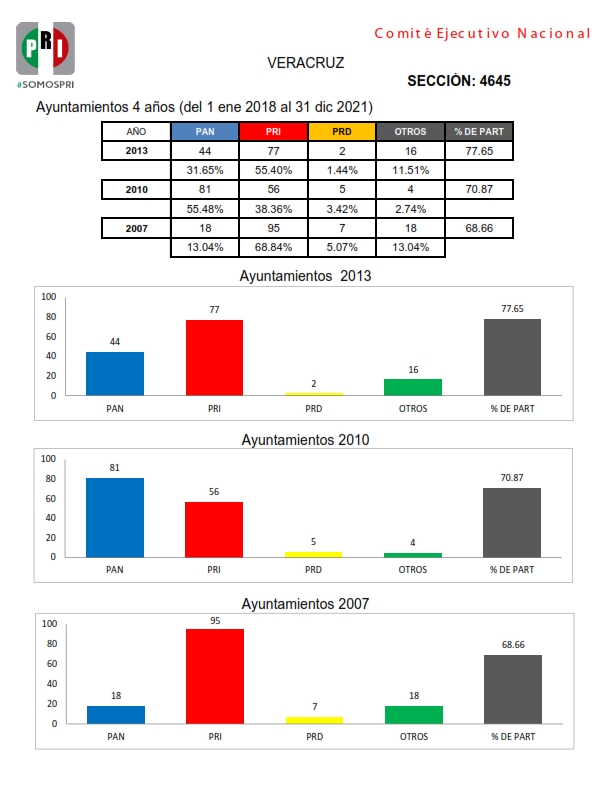 PRI
#SOMOSPRI
Comité Ejecutivo Nacional
VERACRUZ
SECCIÓN: 4645
Ayuntamientos 4 años (del 1 ene 2018 al 31 dic 2021)
AÑO PAN PRI PRD OTROS % DE PART
2013 44 77 2 16 77.65
31.65% 55.40% 1.44% 11.51%
2010 81 56 5 4 70.87
55.48% 38.36% 3.42% 2.74%
2007 18 95 7 18 68.66
13.04% 68.84% 5.07% 13.04%
Ayuntamientos 2013
100
80
60
40
20
0
44 77 2 16 77.65
PAN PRI PRD OTROS % DE PART
Ayuntamientos 2010
100
80
60
40
20
0
81 56 5 4 70.87
PAN PRI PRD OTROS % DE PART
Ayuntamientos 2007
100
80
60
40
20
0
18 95 7 18 68.66
PAN PRI PRD OTROS % DE PART